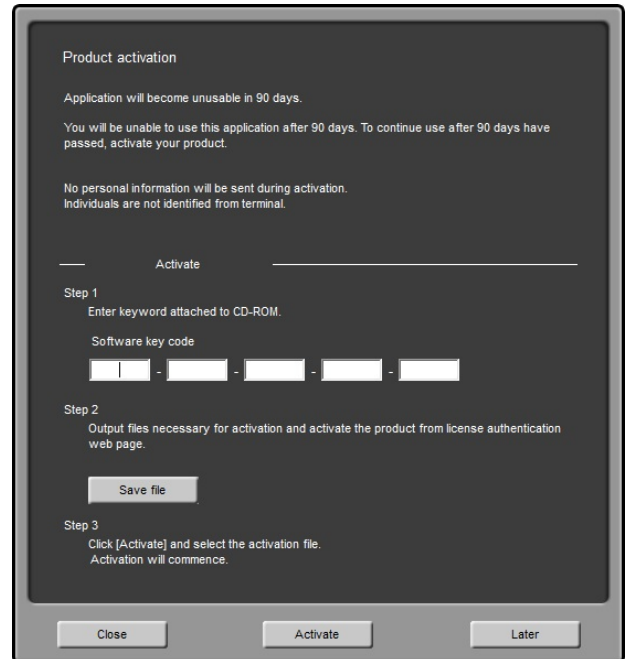 Product activation
Application will become unusable in 90 days.
You will be unable to use this application after 90 days. To continue use after 90 days have
passed, activate your product.
No personal information will be sent during activation.
Individuals are not identified from terminal.
Activate
Step 1
Enter keyword attached to CD-ROM.
Software key code
- - - -
Step 2
Output files necessary for activation and activate the product from license authentication
web page.
Save file
Step 3
Click [Activate] and select the activation file.
Activation will commence.
Close Activate Later